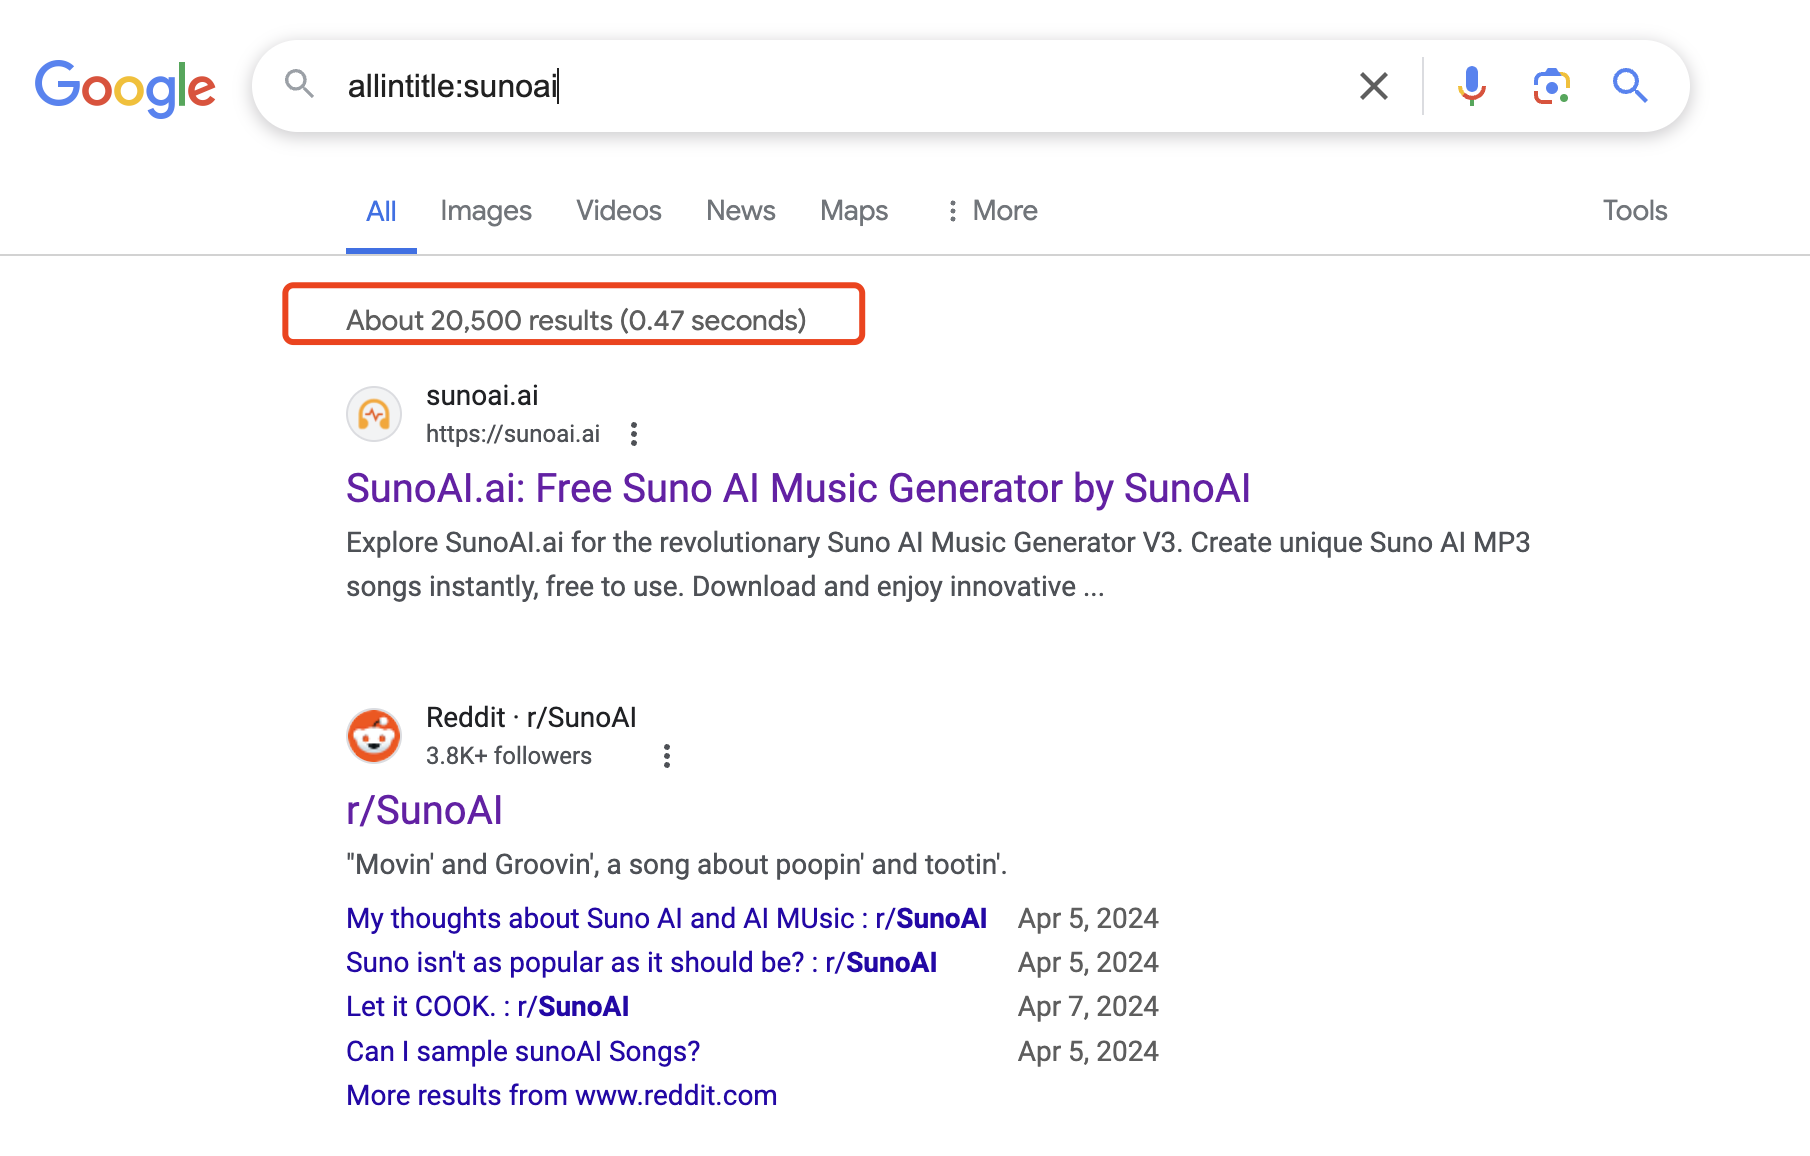 Google
allintitle:sunoai
All Images Videos News Maps More Tools
About 20,500 results (0.47 seconds)
sunoai.ai
https://sunoai.ai
SunoAI.ai: Free Suno AI Music Generator by SunoAI
Explore SunoAI.ai for the revolutionary Suno AI Music Generator V3. Create unique Suno AI MP3
songs instantly, free to use. Download and enjoy innovative ...
Reddit · r/SunoAI
3.8K+ followers
r/SunoAI
"Movin' and Groovin', a song about poopin' and tootin'.
My thoughts about Suno AI and AI MUsic : r/SunoAI Apr 5, 2024
Suno isn't as popular as it should be? : r/SunoAI Apr 5, 2024
Let it COOK. : r/SunoAI Apr 7, 2024
Can I sample sunoAI Songs? Apr 5, 2024
More results from www.reddit.com